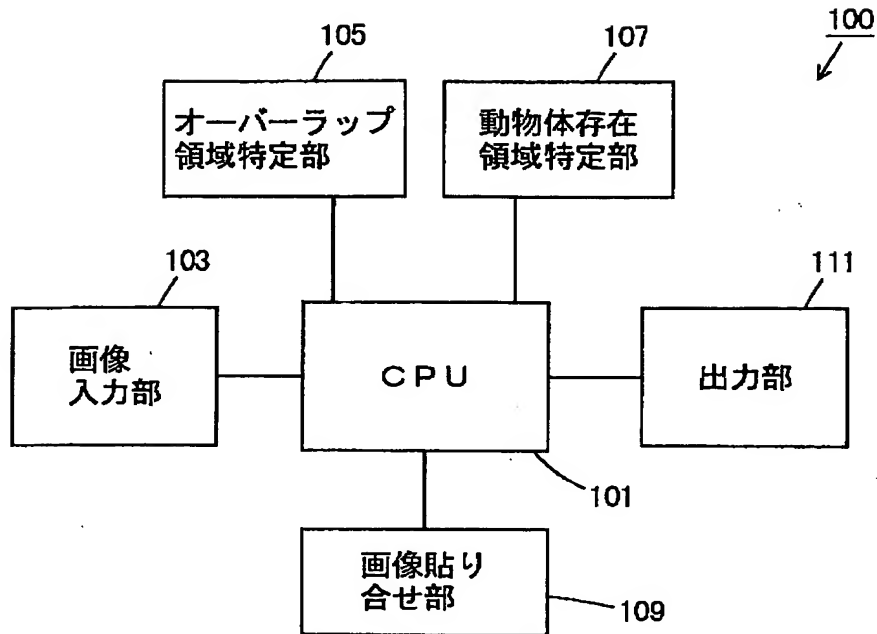 100
105
107
オーバーラップ
領域特定部
動物体存在
領域特定部
103
111
画像
入力部
ＣＰＵ
出力部
101
画像貼り
合せ部
109